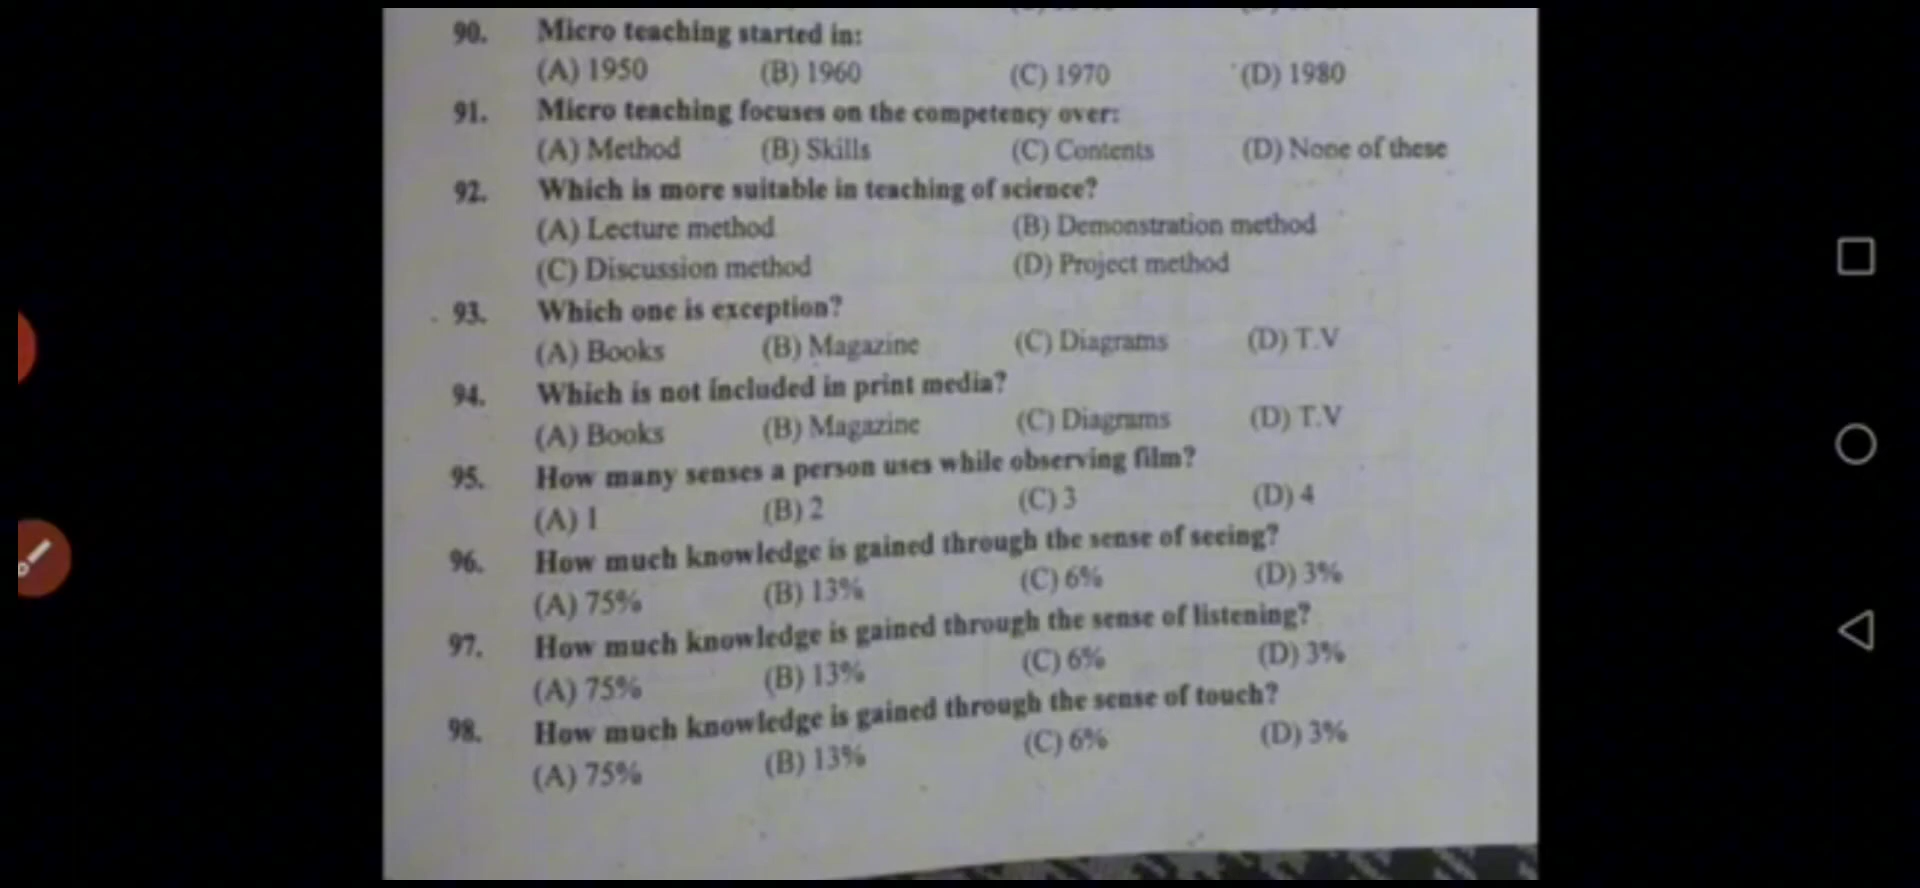 90. Micro teaching started in:
(A) 1950 (B) 1960 (C) 1970 (D) 1980
91. Micro teaching focuses on the competency over:
(A) Method (B) Skills (C) Contents (D) None of these
92. Which is more suitable in teaching of science?
(A) Lecture method (B) Demonstration method
(C) Discussion method (D) Project method
93. Which one is exception?
(A) Books (B) Magazine (C) Diagrams (D) T.V
94. Which is not included in print media?
(A) Books (B) Magazine (C) Diagrams (D) T.V
95. How many senses a person uses while observing film?
(A) 1 (B) 2 (C) 3 (D) 4
96. How much knowledge is gained through the sense of seeing?
(A) 75% (B) 13% (C) 6% (D) 3%
97. How much knowledge is gained through the sense of listening?
(A) 75% (B) 13% (C) 6% (D) 3%
98. How much knowledge is gained through the sense of touch?
(A) 75% (B) 13% (C) 6% (D) 3%